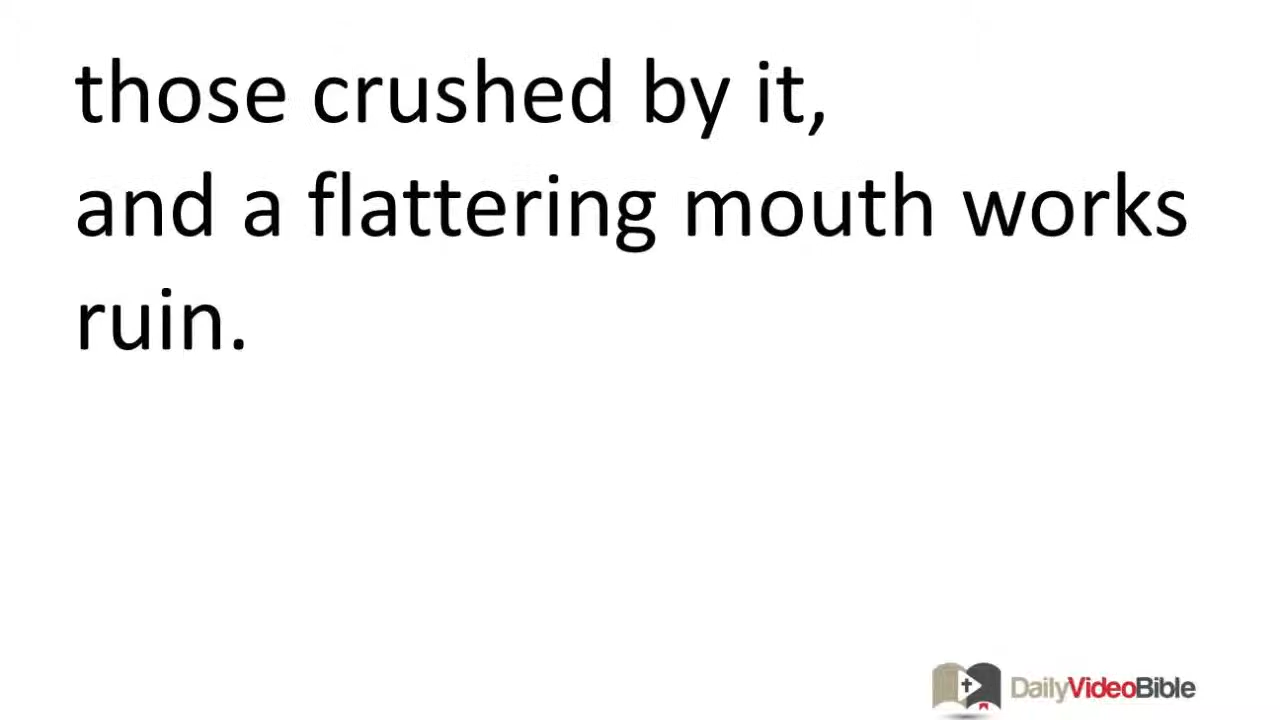 those crushed by it,
and a flattering mouth works
ruin.
DailyVideoBible